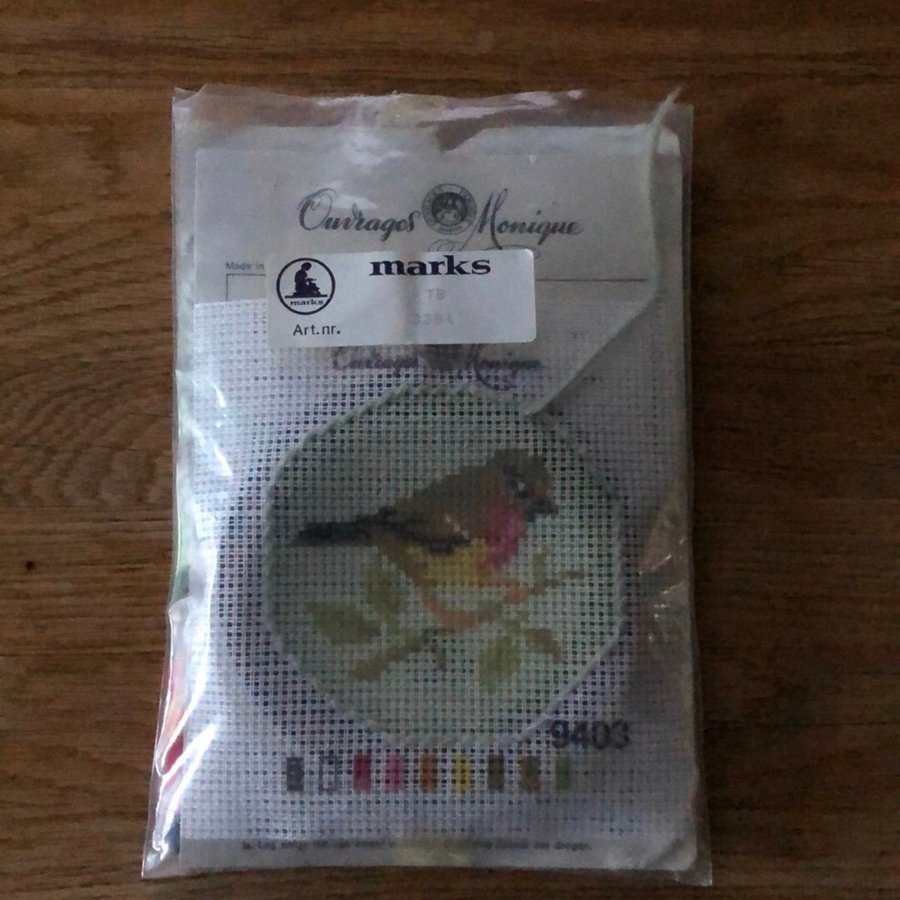 Ouvrages Monique
Made in
marks
marks
TB
3384
Art.nr.
Ouvrages Monique
9403